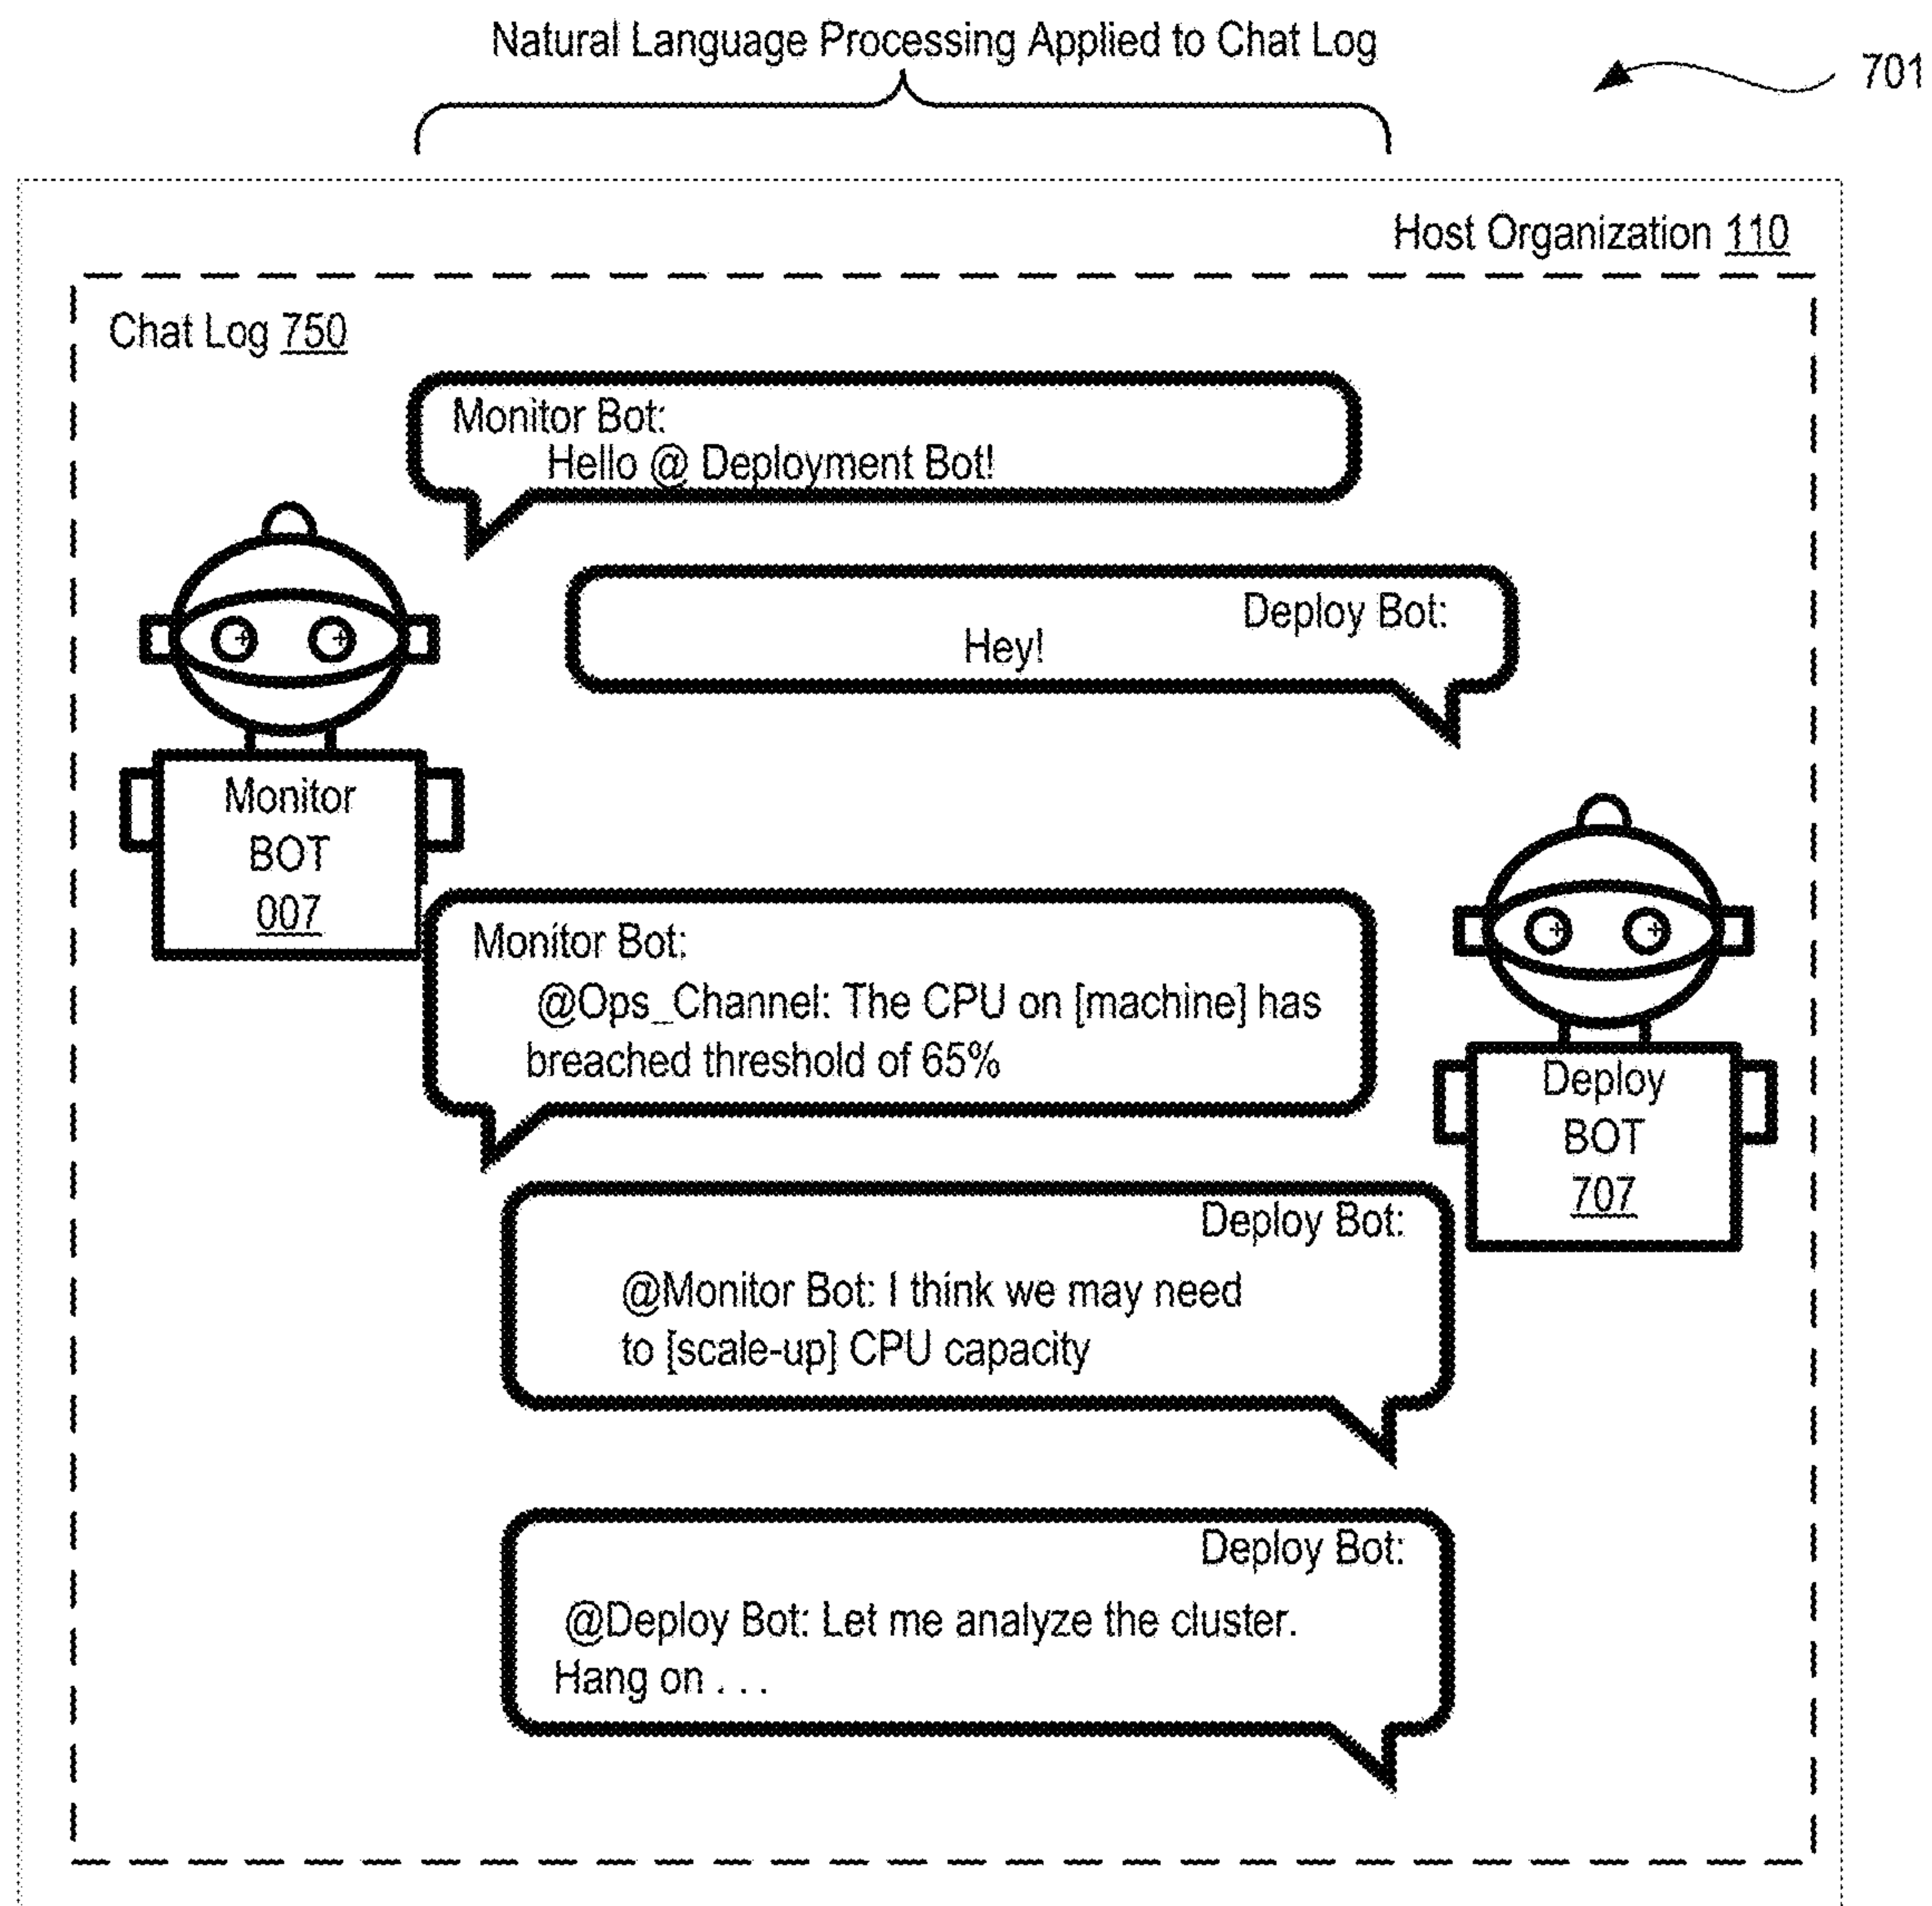 Natural Language Processing Applied to Chat Log
701
Host Organization 110
Chat Log 750
Monitor Bot:
Hello @ Deployment Bot!
Deploy Bot:
Hey!
Monitor
BOT
007
Monitor Bot:
@Ops_Channel: The CPU on [machine] has
breached threshold of 65%
Deploy
BOT
707
Deploy Bot:
@Monitor Bot: I think we may need
to [scale-up] CPU capacity
Deploy Bot:
@Deploy Bot: Let me analyze the cluster.
Hang on . . .